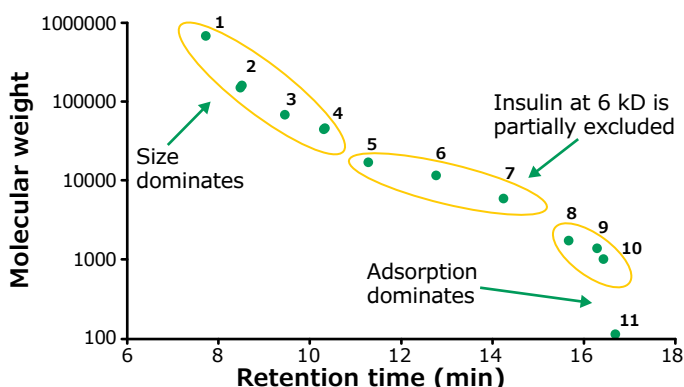 1000000
100000
10000
1000
100
Molecular weight
6
8
10
12
14
16
18
Retention time (min)
1
2
3
4
5
6
7
8
9
10
11
Size
dominates
Insulin at 6 kD is
partially excluded
Adsorption
dominates